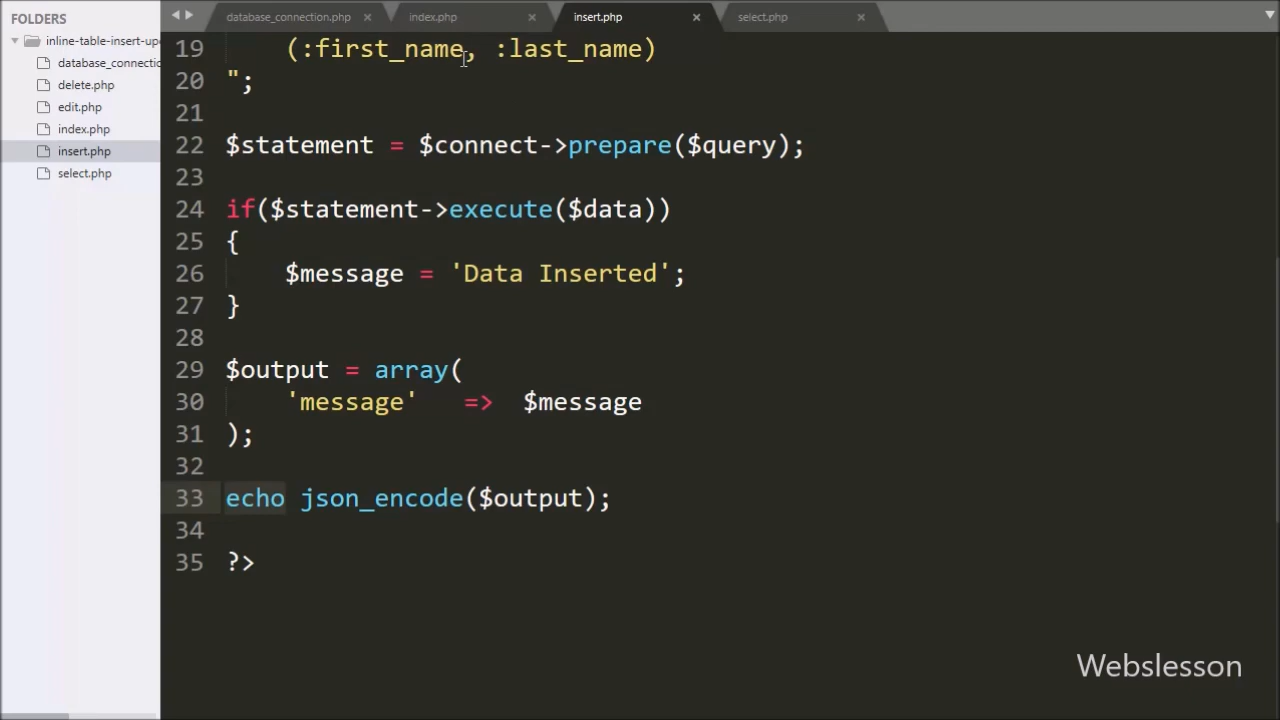 FOLDERS
inline-table-insert-up
database_connectio
delete.php
edit.php
index.php
insert.php
select.php
database_connection.php × index.php × insert.php × select.php ×
19 (:first_name, :last_name)
20 ";
21
22 $statement = $connect->prepare($query);
23
24 if($statement->execute($data))
25 {
26 $message = 'Data Inserted';
27 }
28
29 $output = array(
30 'message' => $message
31 );
32
33 echo json_encode($output);
34
35 ?>
Webslesson